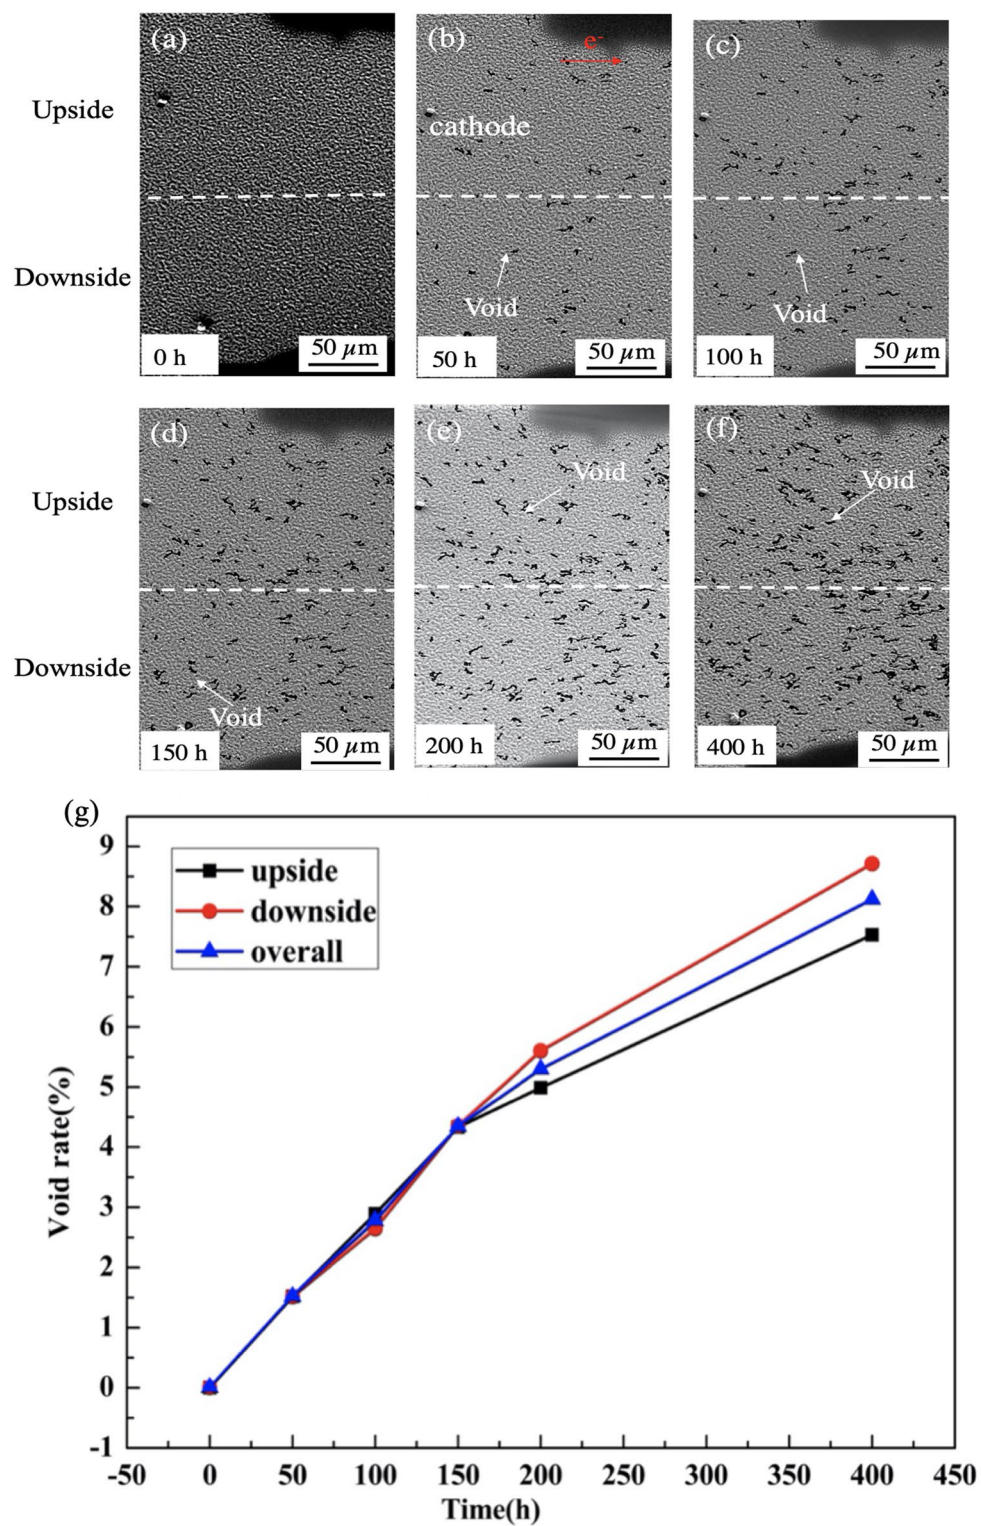 (a)
(b)
(c)
e-
Upside
cathode
Downside
Void
Void
0 h
50 µm
50 h
50 µm
100 h
50 µm
(d)
(e)
(f)
Void
Void
Upside
Downside
Void
150 h
50 µm
200 h
50 µm
400 h
50 µm
(g)
upside
downside
overall
9
8
7
6
5
4
3
2
1
0
-1
Void rate(%)
-50 0 50 100 150 200 250 300 350 400 450
Time(h)